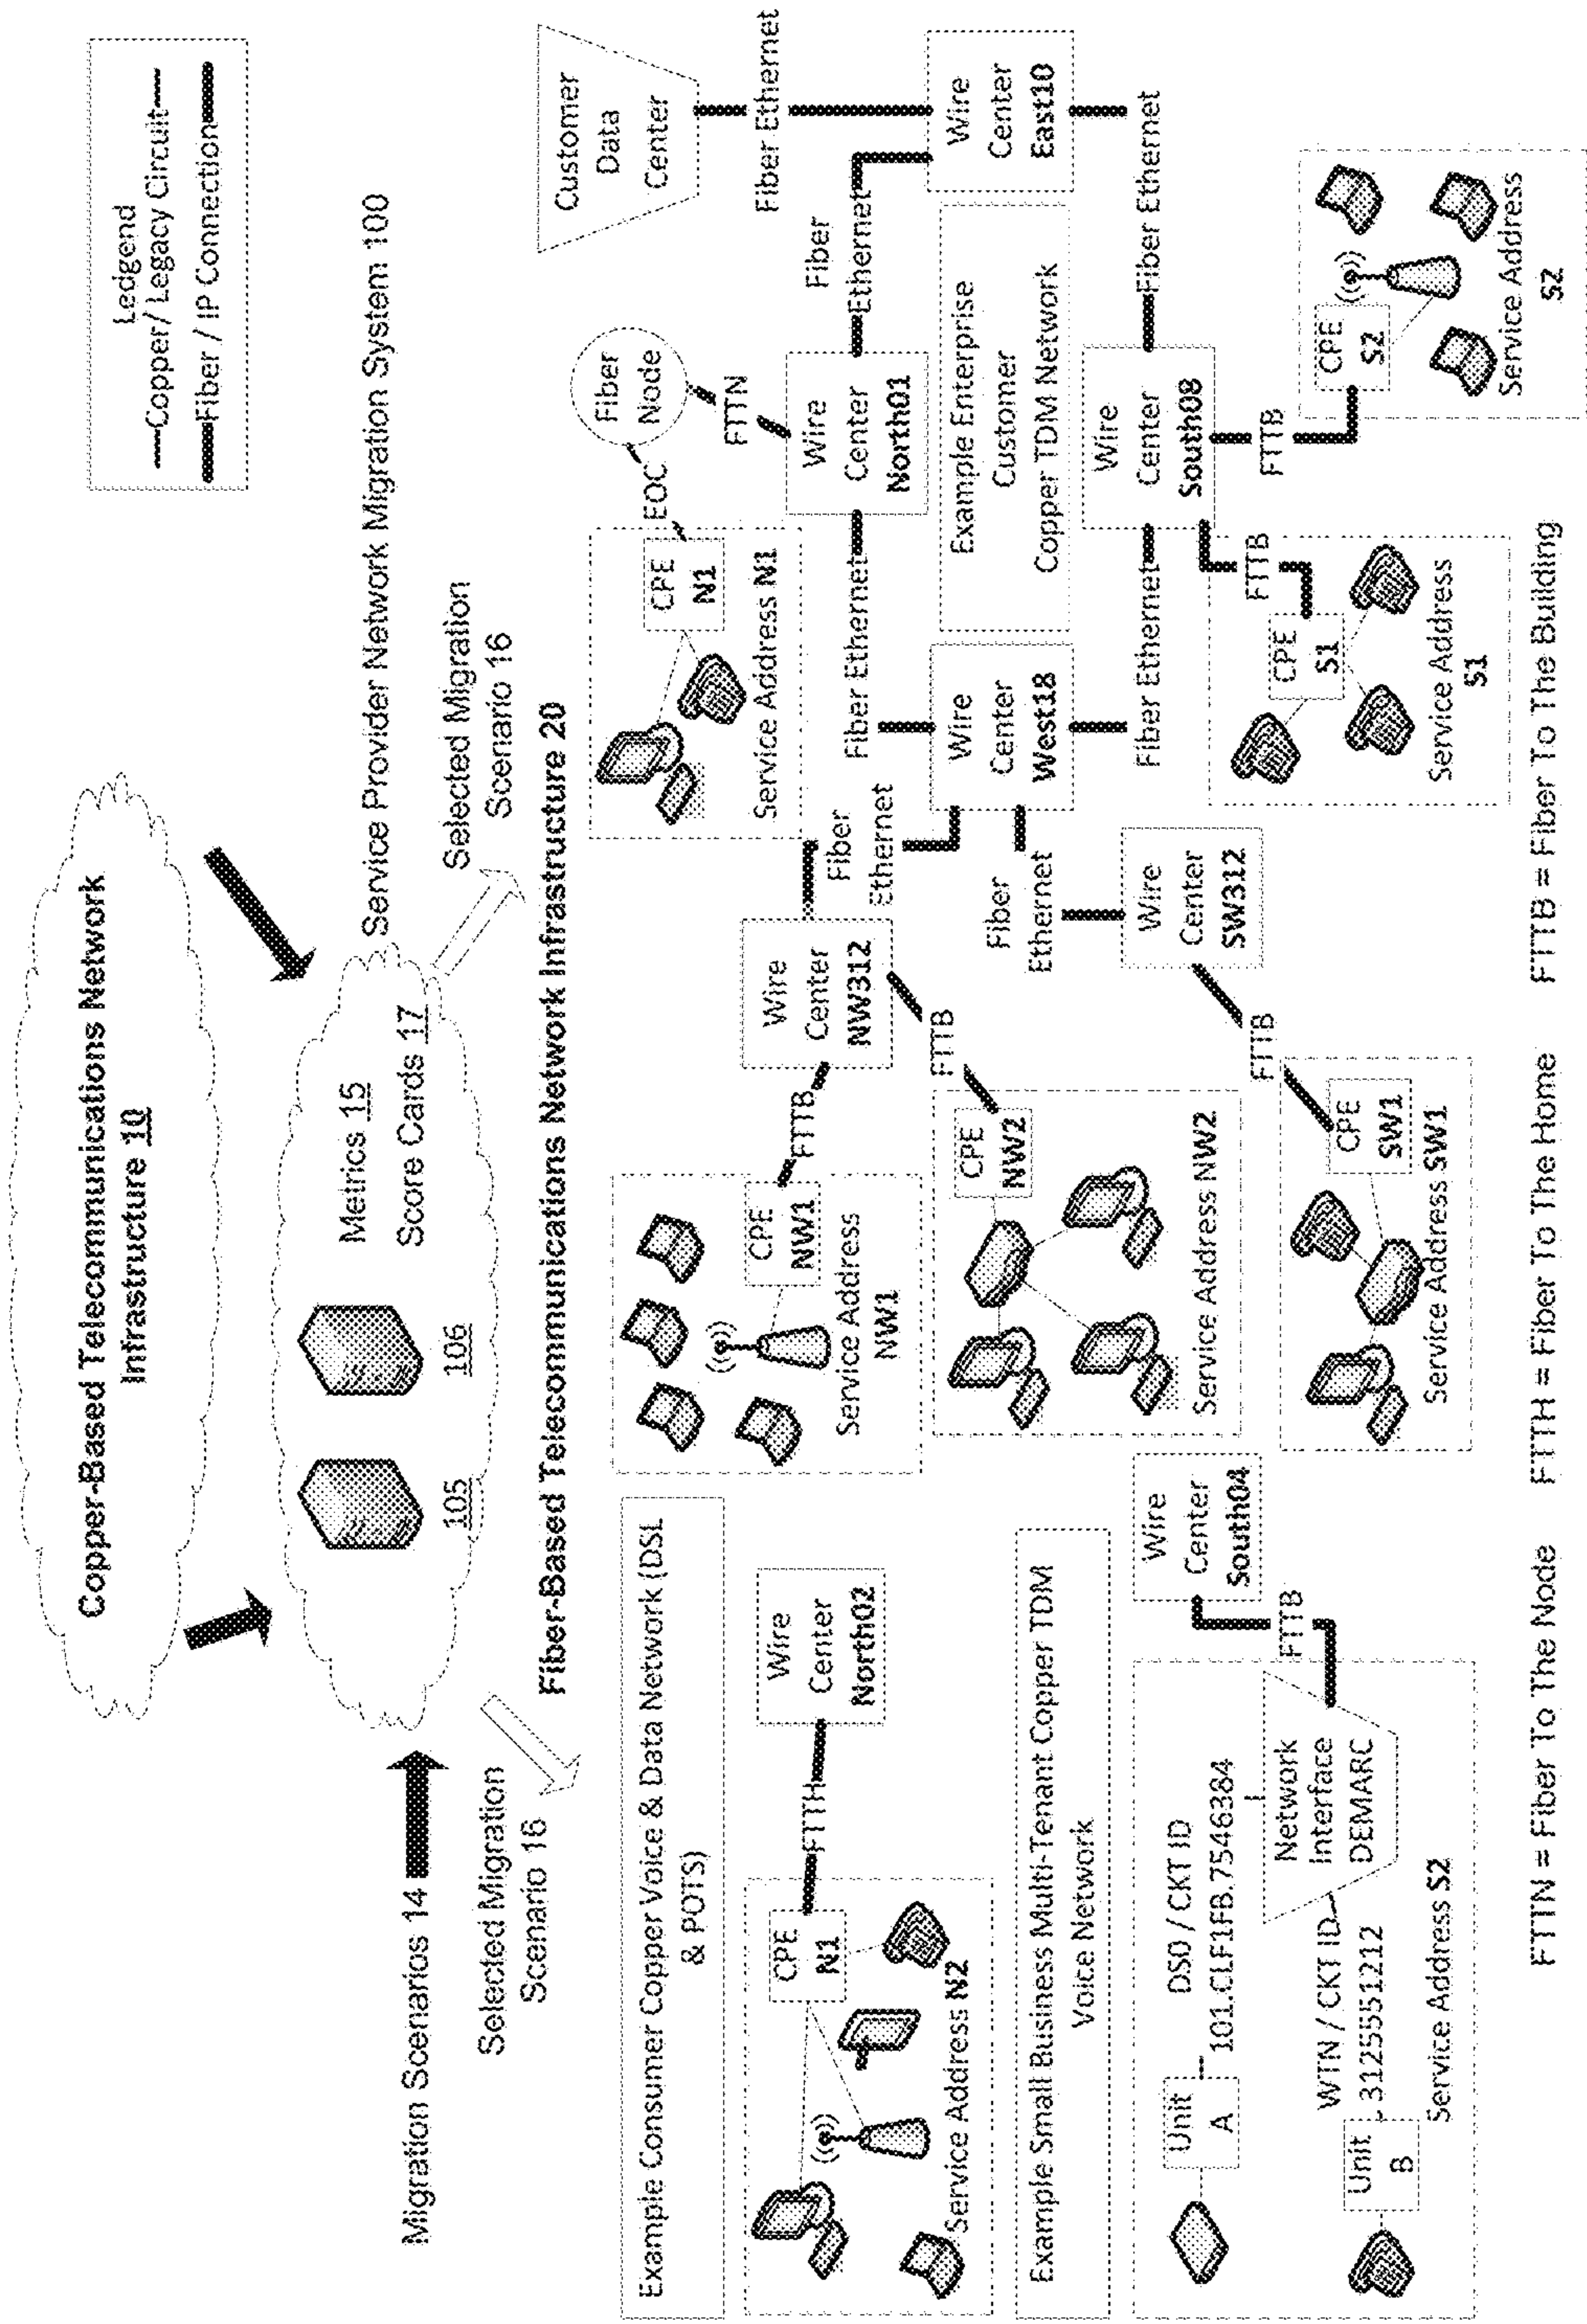 Copper-Based Telecommunications Network
Infrastructure 10
Ledgend
Copper/ Legacy Circuit
Fiber / IP Connection
Migration Scenarios 14
105
106
Metrics 15
Score Cards 17
Service Provider Network Migration System 100
Selected Migration
Scenario 16
Selected Migration
Scenario 16
Fiber-Based Telecommunications Network Infrastructure 20
Example Consumer Copper Voice & Data Network (DSL
& POTS)
CPE
N1
FTTH
Wire
Center
North02
Service Address N2
Example Small Business Multi-Tenant Copper TDM
Voice Network
Unit
A
DS0 / CKT ID
101.CLF1FB.7546384
Network
Interface
DEMARC
WTN / CKT ID
3125551212
Unit
B
Service Address S2
FTTB
Wire
Center
South04
CPE
NW1
Service Address
NW1
FTTB
Wire
Center
NW312
FTTB
CPE
NW2
Service Address NW2
CPE
SW1
Service Address SW1
FTTB
Wire
Center
SW312
Fiber
Ethernet
Fiber
Ethernet
Wire
Center
West18
CPE
N1
Service Address N1
EOC
Fiber
Node
FTTN
Fiber Ethernet
Wire
Center
North01
Fiber
Ethernet
Customer
Data
Center
Fiber Ethernet
Wire
Center
East10
Example Enterprise
Customer
Copper TDM Network
Fiber Ethernet
Wire
Center
South08
Fiber Ethernet
FTTB
CPE
S1
Service Address
S1
FTTB
CPE
S2
Service Address
S2
FTTN = Fiber To The Node
FTTH = Fiber To The Home
FTTB = Fiber To The Building